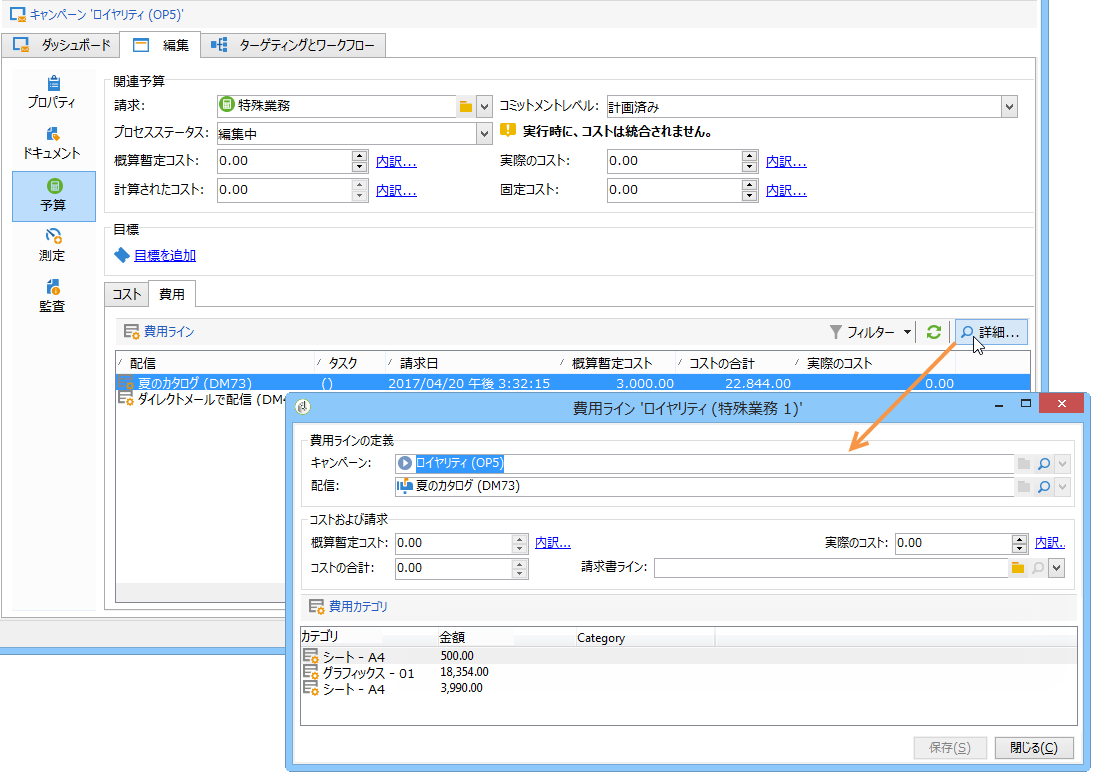 キャンペーン 'ロイヤリティ (OP5)'
ダッシュボード 編集 ターゲティングとワークフロー
プロパティ
ドキュメント
予算
測定
監査
関連予算
請求: 特殊業務 コミットメントレベル: 計画済み
プロセスステータス: 編集中 実行時に、コストは統合されません。
概算暫定コスト: 0.00 内訳... 実際のコスト: 0.00 内訳...
計算されたコスト: 0.00 内訳... 固定コスト: 0.00 内訳...
目標
目標を追加
コスト 費用
費用ライン フィルター 詳細...
配信 タスク 請求日 概算暫定コスト コストの合計 実際のコスト
夏のカタログ (DM73) () 2017/04/20 午後 3:32:15 3,000.00 22,844.00 0.00
ダイレクトメールで配信 (DM4
費用ライン 'ロイヤリティ (特殊業務 1)'
費用ラインの定義
キャンペーン: ロイヤリティ (OP5)
配信: 夏のカタログ (DM73)
コストおよび請求
概算暫定コスト: 0.00 内訳... 実際のコスト: 0.00 内訳..
コストの合計: 0.00 請求書ライン:
費用カテゴリ
カテゴリ 金額 Category
シート - A4 500.00
グラフィックス - 01 18,354.00
シート - A4 3,990.00
保存(S) 閉じる(C)